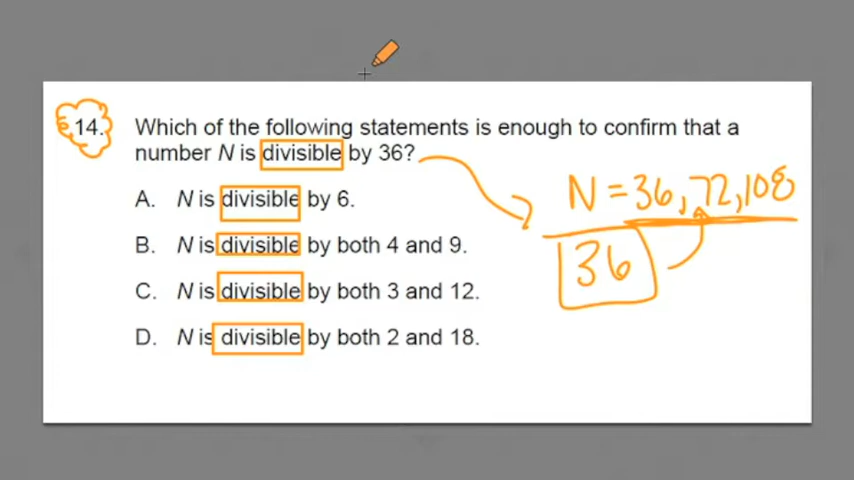 14. Which of the following statements is enough to confirm that a
number N is divisible by 36?
A. N is divisible by 6.
B. N is divisible by both 4 and 9.
C. N is divisible by both 3 and 12.
D. N is divisible by both 2 and 18.
N = 36, 72, 108
36